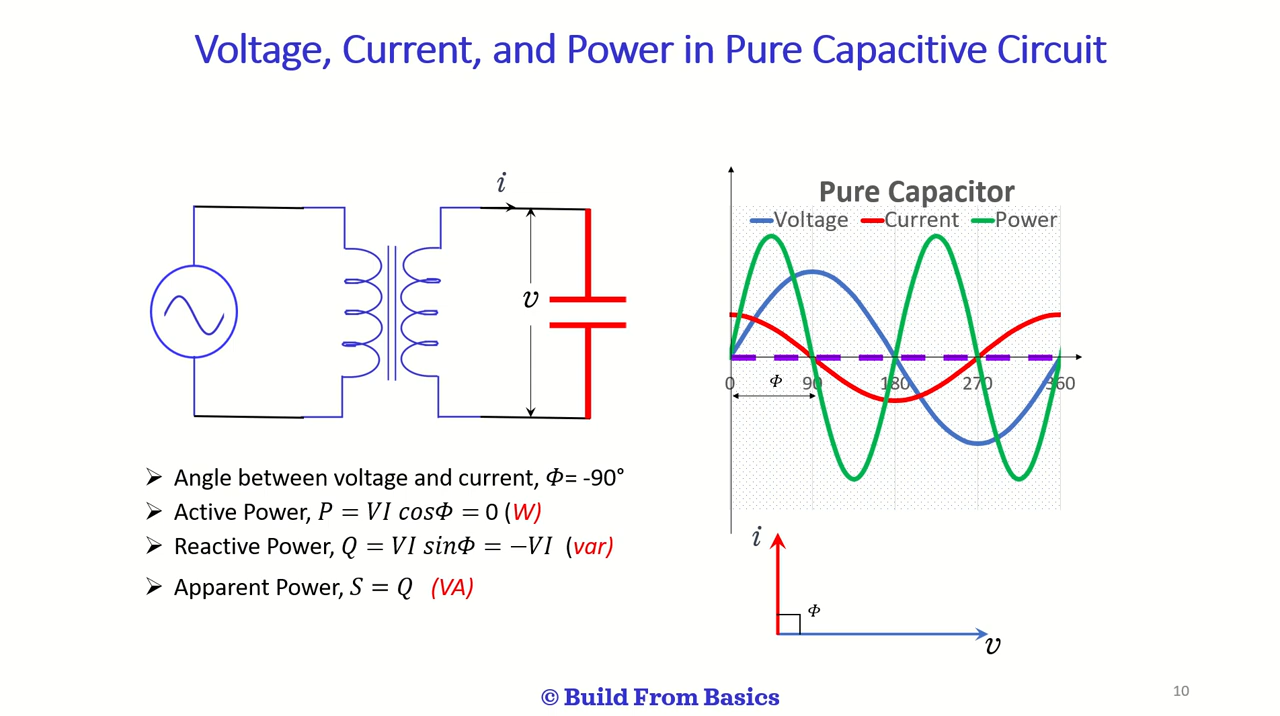 Voltage, Current, and Power in Pure Capacitive Circuit
i
v
Pure Capacitor
Voltage Current Power
0 90 180 270 360
Φ
➢ Angle between voltage and current, Φ= -90°
➢ Active Power, P = VI cosΦ = 0 (W)
➢ Reactive Power, Q = VI sinΦ = −VI (var)
➢ Apparent Power, S = Q (VA)
i
Φ
v
© Build From Basics
10